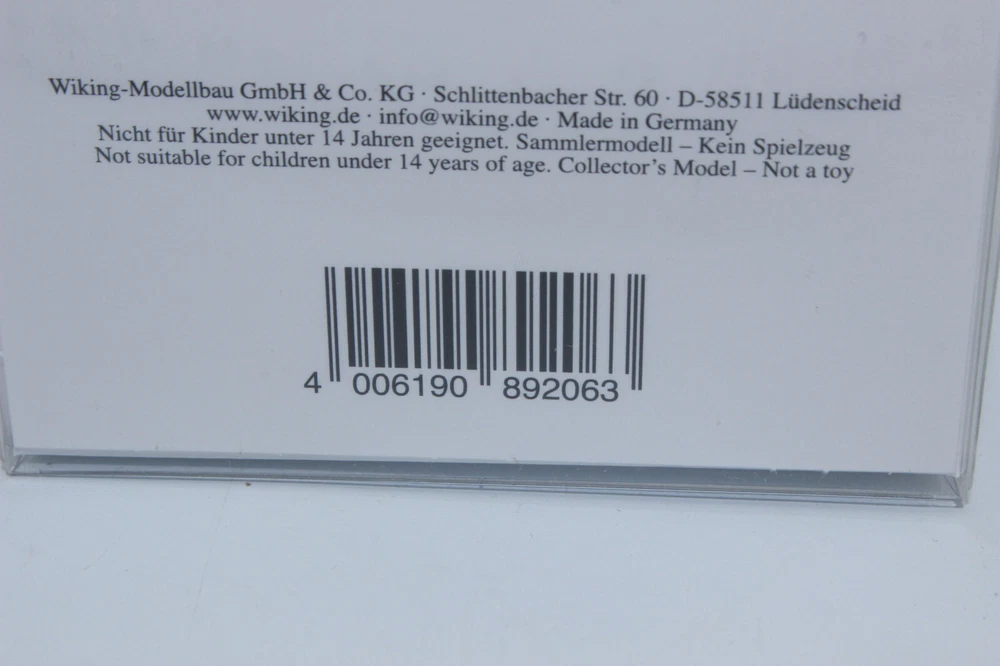 Wiking-Modellbau GmbH & Co. KG · Schlittenbacher Str. 60 · D-58511 Lüdenscheid
www.wiking.de · info@wiking.de · Made in Germany
Nicht für Kinder unter 14 Jahren geeignet. Sammlermodell – Kein Spielzeug
Not suitable for children under 14 years of age. Collector's Model – Not a toy
4 006190 892063